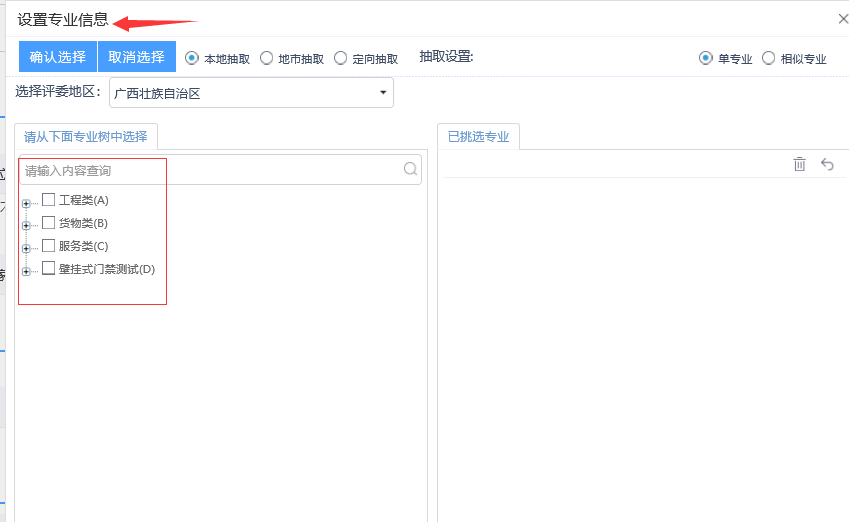 设置专业信息
确认选择 取消选择 本地抽取 地市抽取 定向抽取 抽取设置: 单专业 相似专业
选择评委地区: 广西壮族自治区
请从下面专业树中选择 已挑选专业
请输入内容查询
工程类(A)
货物类(B)
服务类(C)
壁挂式门禁测试(D)